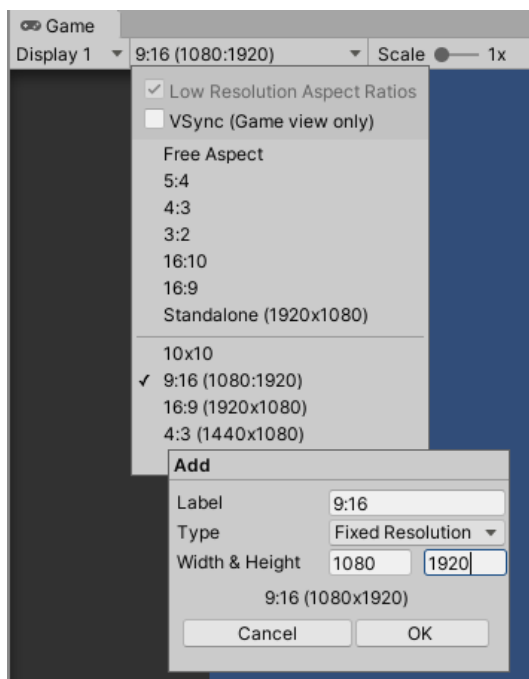 Game
Display 1 9:16 (1080:1920) Scale 1x
Low Resolution Aspect Ratios
VSync (Game view only)
Free Aspect
5:4
4:3
3:2
16:10
16:9
Standalone (1920x1080)
10x10
9:16 (1080:1920)
16:9 (1920x1080)
4:3 (1440x1080)
Add
Label 9:16
Type Fixed Resolution
Width & Height 1080 1920
9:16 (1080x1920)
Cancel OK